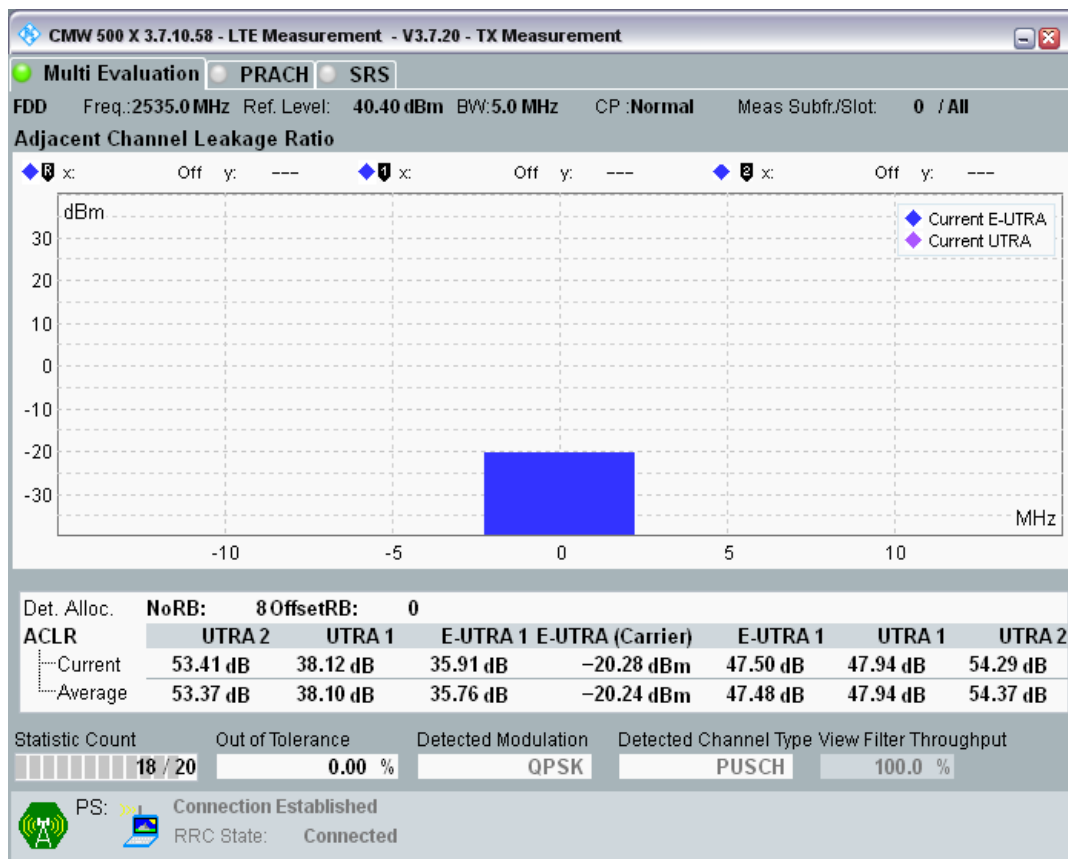 CMW 500 X 3.7.10.58 - LTE Measurement - V3.7.20 - TX Measurement
Multi Evaluation PRACH SRS
FDD Freq.:2535.0 MHz Ref. Level: 40.40 dBm BW:5.0 MHz CP :Normal Meas Subfr./Slot: 0 / All
Adjacent Channel Leakage Ratio
R x: Off y: --- 1 x: Off y: --- 2 x: Off y: ---
dBm
Current E-UTRA
Current UTRA
30
20
10
0
-10
-20
-30
MHz
-10 -5 0 5 10
Det. Alloc. NoRB: 8 OffsetRB: 0
ACLR UTRA 2 UTRA 1 E-UTRA 1 E-UTRA (Carrier) E-UTRA 1 UTRA 1 UTRA 2
Current 53.41 dB 38.12 dB 35.91 dB −20.28 dBm 47.50 dB 47.94 dB 54.29 dB
Average 53.37 dB 38.10 dB 35.76 dB −20.24 dBm 47.48 dB 47.94 dB 54.37 dB
Statistic Count Out of Tolerance Detected Modulation Detected Channel Type View Filter Throughput
18 / 20 0.00 % QPSK PUSCH 100.0 %
PS: Connection Established
RRC State: Connected